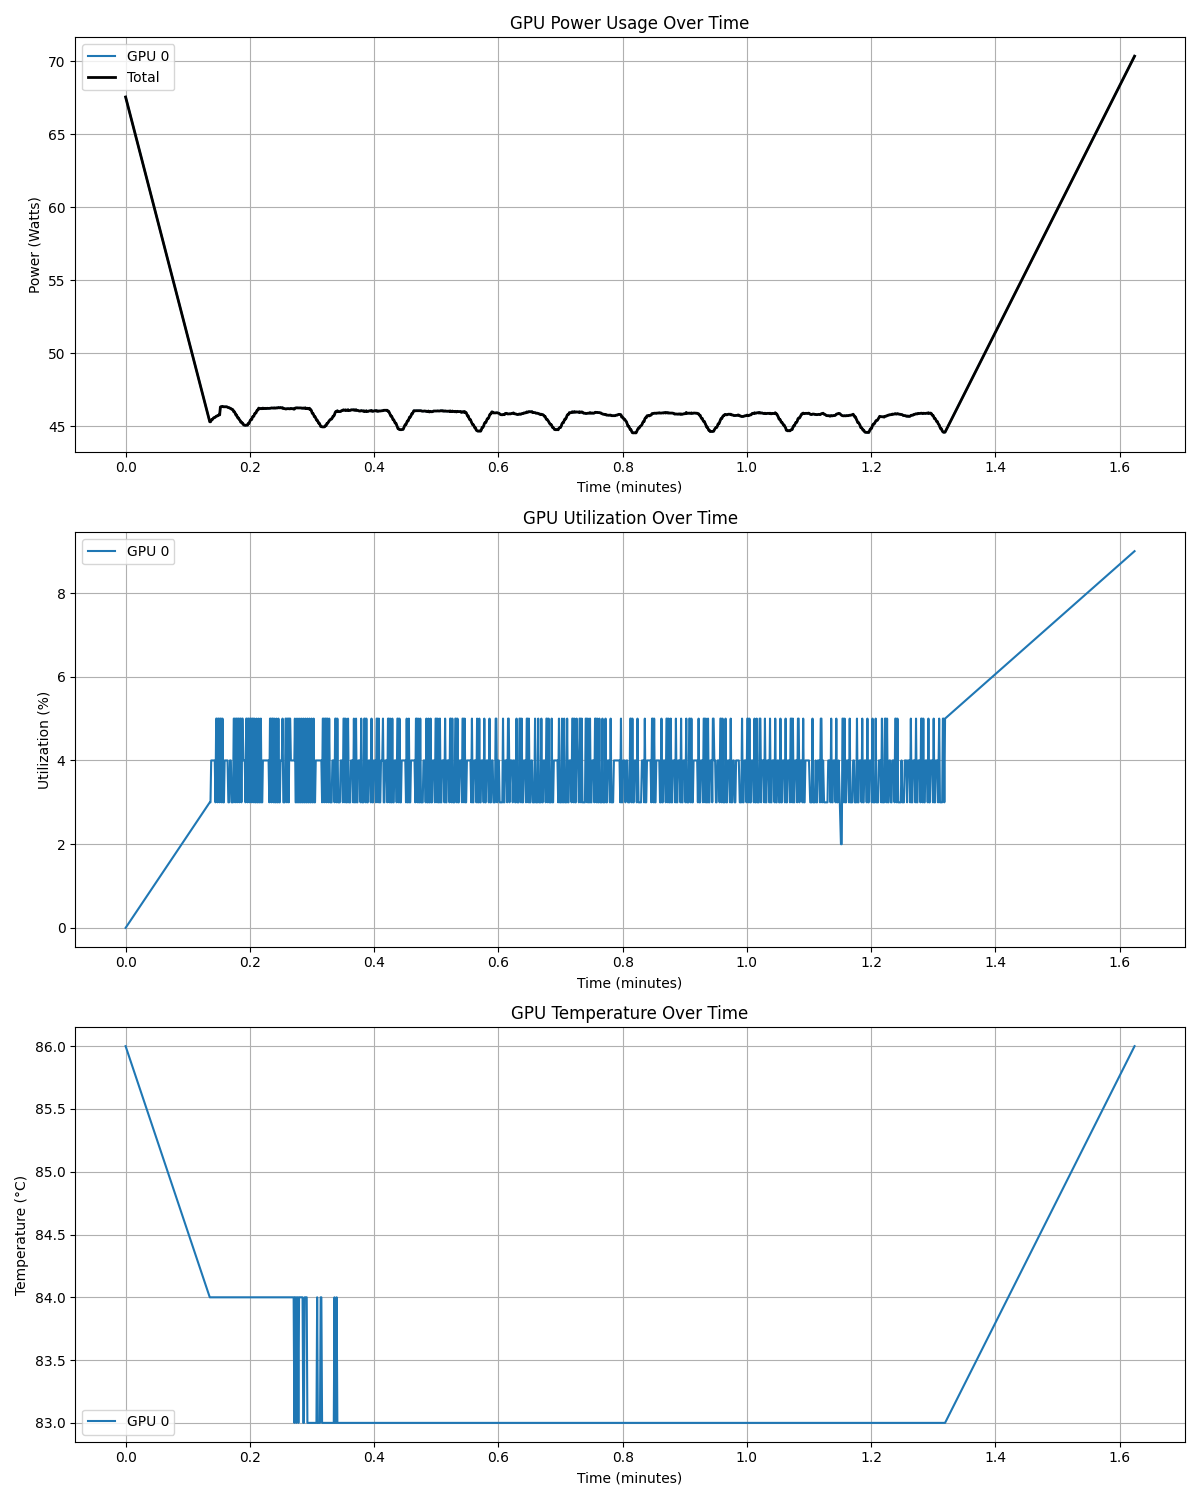 GPU Power Usage Over Time
GPU 0
Total
70
65
60
55
50
45
Power (Watts)
0.0 0.2 0.4 0.6 0.8 1.0 1.2 1.4 1.6
Time (minutes)
GPU Utilization Over Time
GPU 0
8
6
4
2
0
Utilization (%)
0.0 0.2 0.4 0.6 0.8 1.0 1.2 1.4 1.6
Time (minutes)
GPU Temperature Over Time
86.0
85.5
85.0
84.5
84.0
83.5
83.0
Temperature (°C)
GPU 0
0.0 0.2 0.4 0.6 0.8 1.0 1.2 1.4 1.6
Time (minutes)